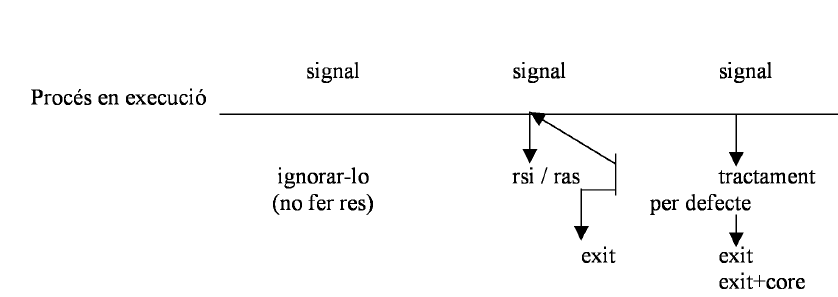 signal signal signal
Procés en execució
ignorar-lo rsi / ras tractament
(no fer res) per defecte
exit exit
exit+core